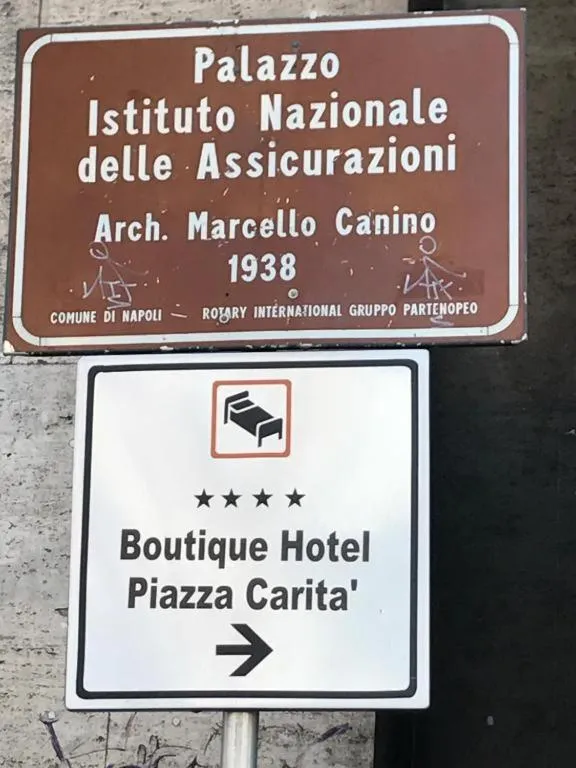 Palazzo
Istituto Nazionale
delle Assicurazioni
Arch. Marcello Canino
1938
COMUNE DI NAPOLI — ROTARY INTERNATIONAL GRUPPO PARTENOPEO
★ ★ ★ ★
Boutique Hotel
Piazza Carita'
→